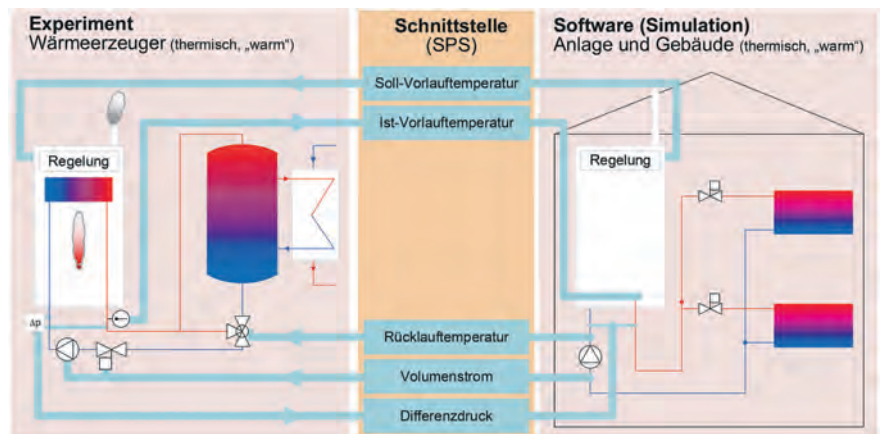 Experiment
Wärmeerzeuger (thermisch, „warm“)
Schnittstelle
(SPS)
Software (Simulation)
Anlage und Gebäude (thermisch, „warm“)
Soll-Vorlauftemperatur
Ist-Vorlauftemperatur
Regelung
Regelung
Δp
Rücklauftemperatur
Volumenstrom
Differenzdruck